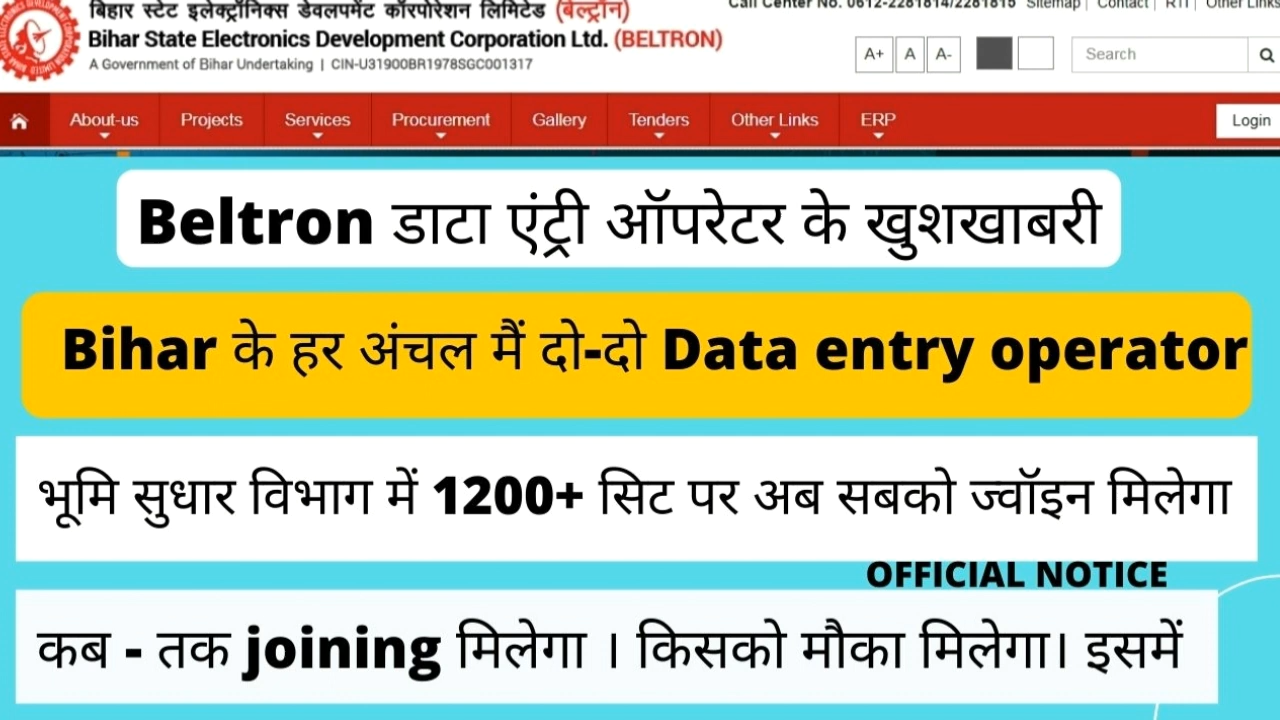 बिहार स्टेट इलेक्ट्रॉनिक्स डेवलपमेंट कॉरपोरेशन लिमिटेड (बेल्ट्रॉन)
Call Center No. 0612-2281814/2281815 Sitemap | Contact | RTI | Other Links
Bihar State Electronics Development Corporation Ltd. (BELTRON)
A Government of Bihar Undertaking | CIN-U31900BR1978SGC001317
A+ A A- Search
About-us Projects Services Procurement Gallery Tenders Other Links ERP Login
Beltron डाटा एंट्री ऑपरेटर के खुशखाबरी
Bihar के हर अंचल मैं दो-दो Data entry operator
भूमि सुधार विभाग में 1200+ सिट पर अब सबको ज्वॉइन मिलेगा
OFFICIAL NOTICE
कब - तक joining मिलेगा । किसको मौका मिलेगा। इसमें